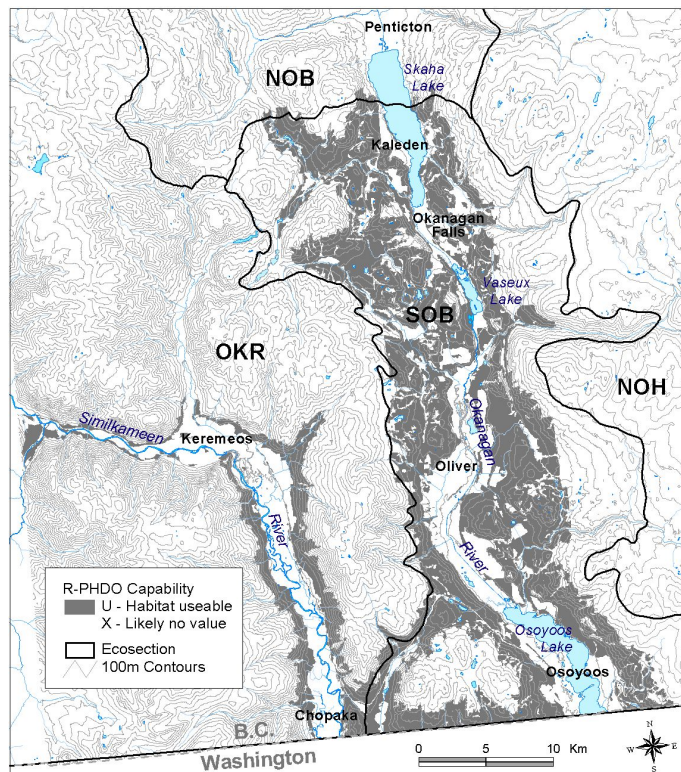 Penticton
NOB
Skaha
Lake
Kaleden
Okanagan
Falls
Vaseux
Lake
SOB
OKR
NOH
Similkameen
Keremeos
Okanagan
Oliver
River
River
R-PHDO Capability
U - Habitat useable
X - Likely no value
Ecosection
100m Contours
Osoyoos
Lake
Osoyoos
Chopaka
B.C.
Washington
N
W
E
S
0 5 10 Km